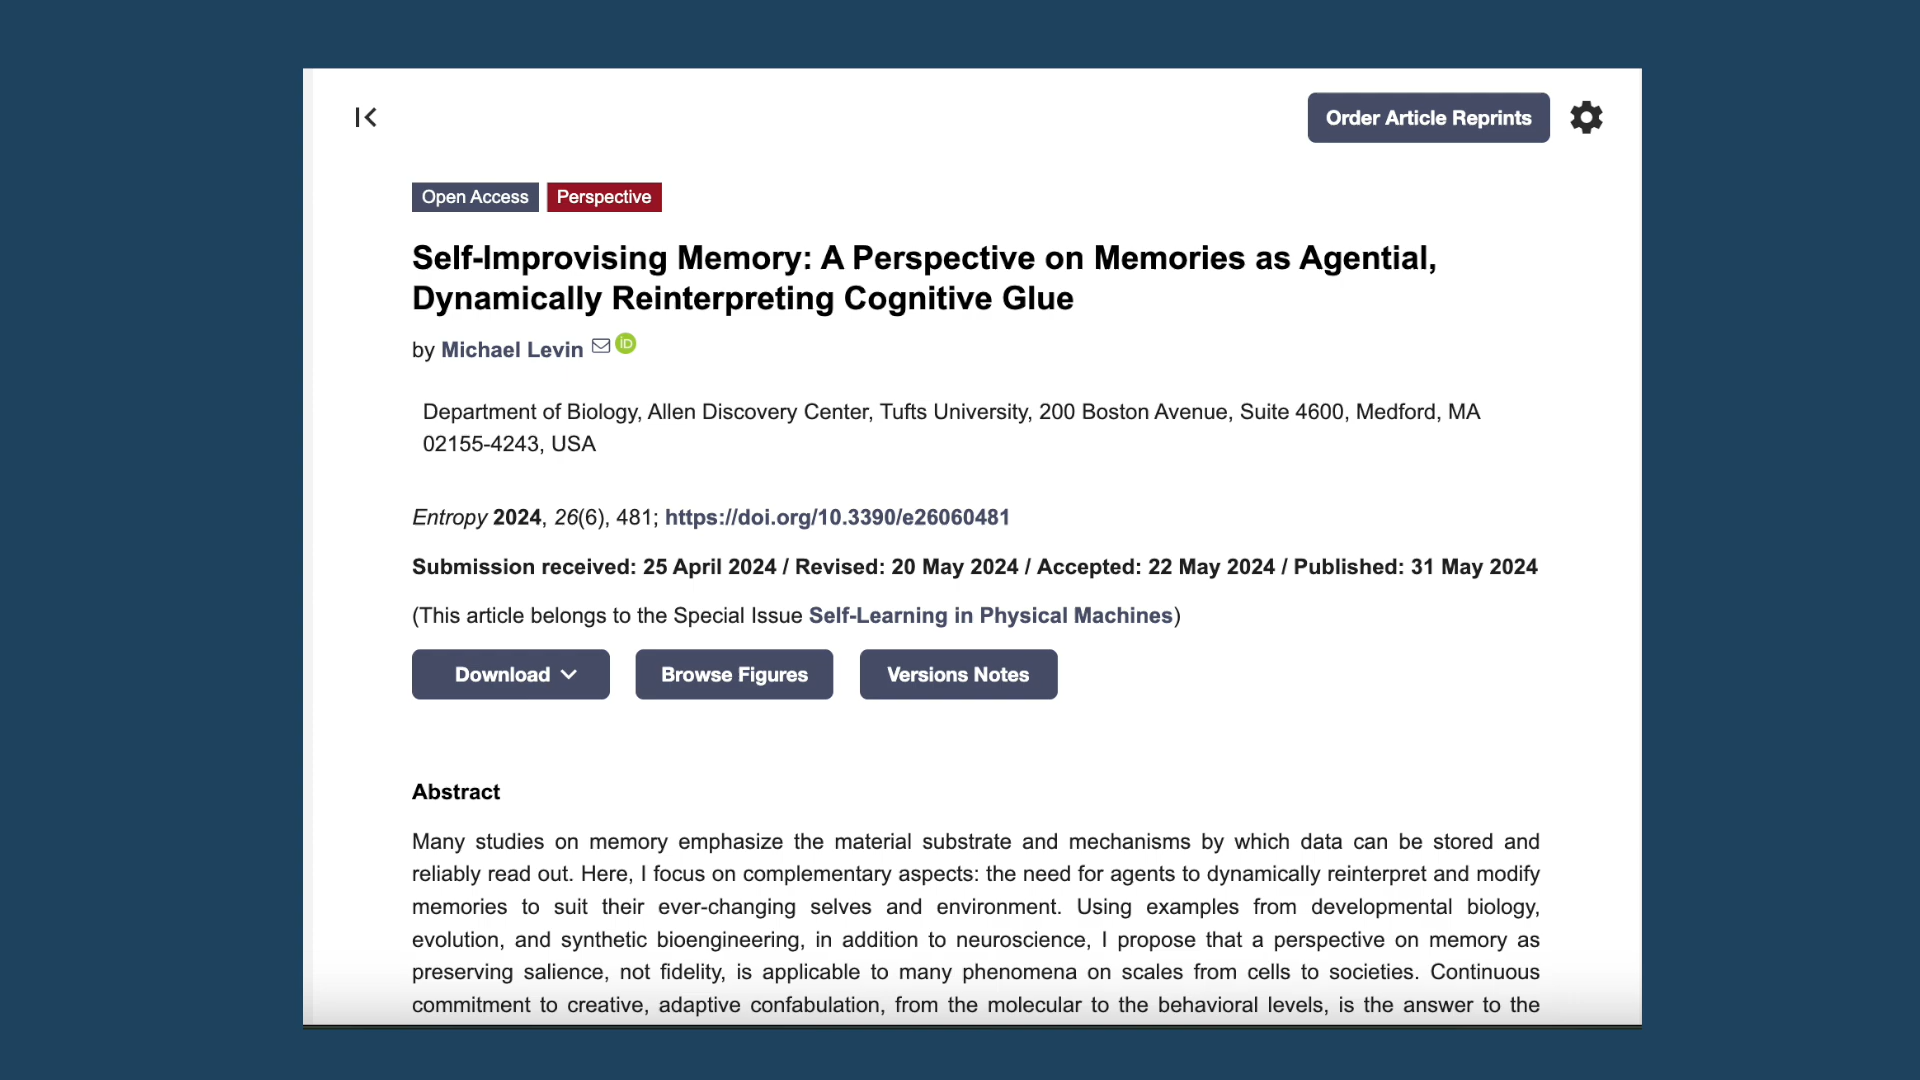 Order Article Reprints
Open Access Perspective
Self-Improvising Memory: A Perspective on Memories as Agential,
Dynamically Reinterpreting Cognitive Glue
by Michael Levin iD
Department of Biology, Allen Discovery Center, Tufts University, 200 Boston Avenue, Suite 4600, Medford, MA
02155-4243, USA
Entropy 2024, 26(6), 481; https://doi.org/10.3390/e26060481
Submission received: 25 April 2024 / Revised: 20 May 2024 / Accepted: 22 May 2024 / Published: 31 May 2024
(This article belongs to the Special Issue Self-Learning in Physical Machines)
Download Browse Figures Versions Notes
Abstract
Many studies on memory emphasize the material substrate and mechanisms by which data can be stored and
reliably read out. Here, I focus on complementary aspects: the need for agents to dynamically reinterpret and modify
memories to suit their ever-changing selves and environment. Using examples from developmental biology,
evolution, and synthetic bioengineering, in addition to neuroscience, I propose that a perspective on memory as
preserving salience, not fidelity, is applicable to many phenomena on scales from cells to societies. Continuous
commitment to creative, adaptive confabulation, from the molecular to the behavioral levels, is the answer to the